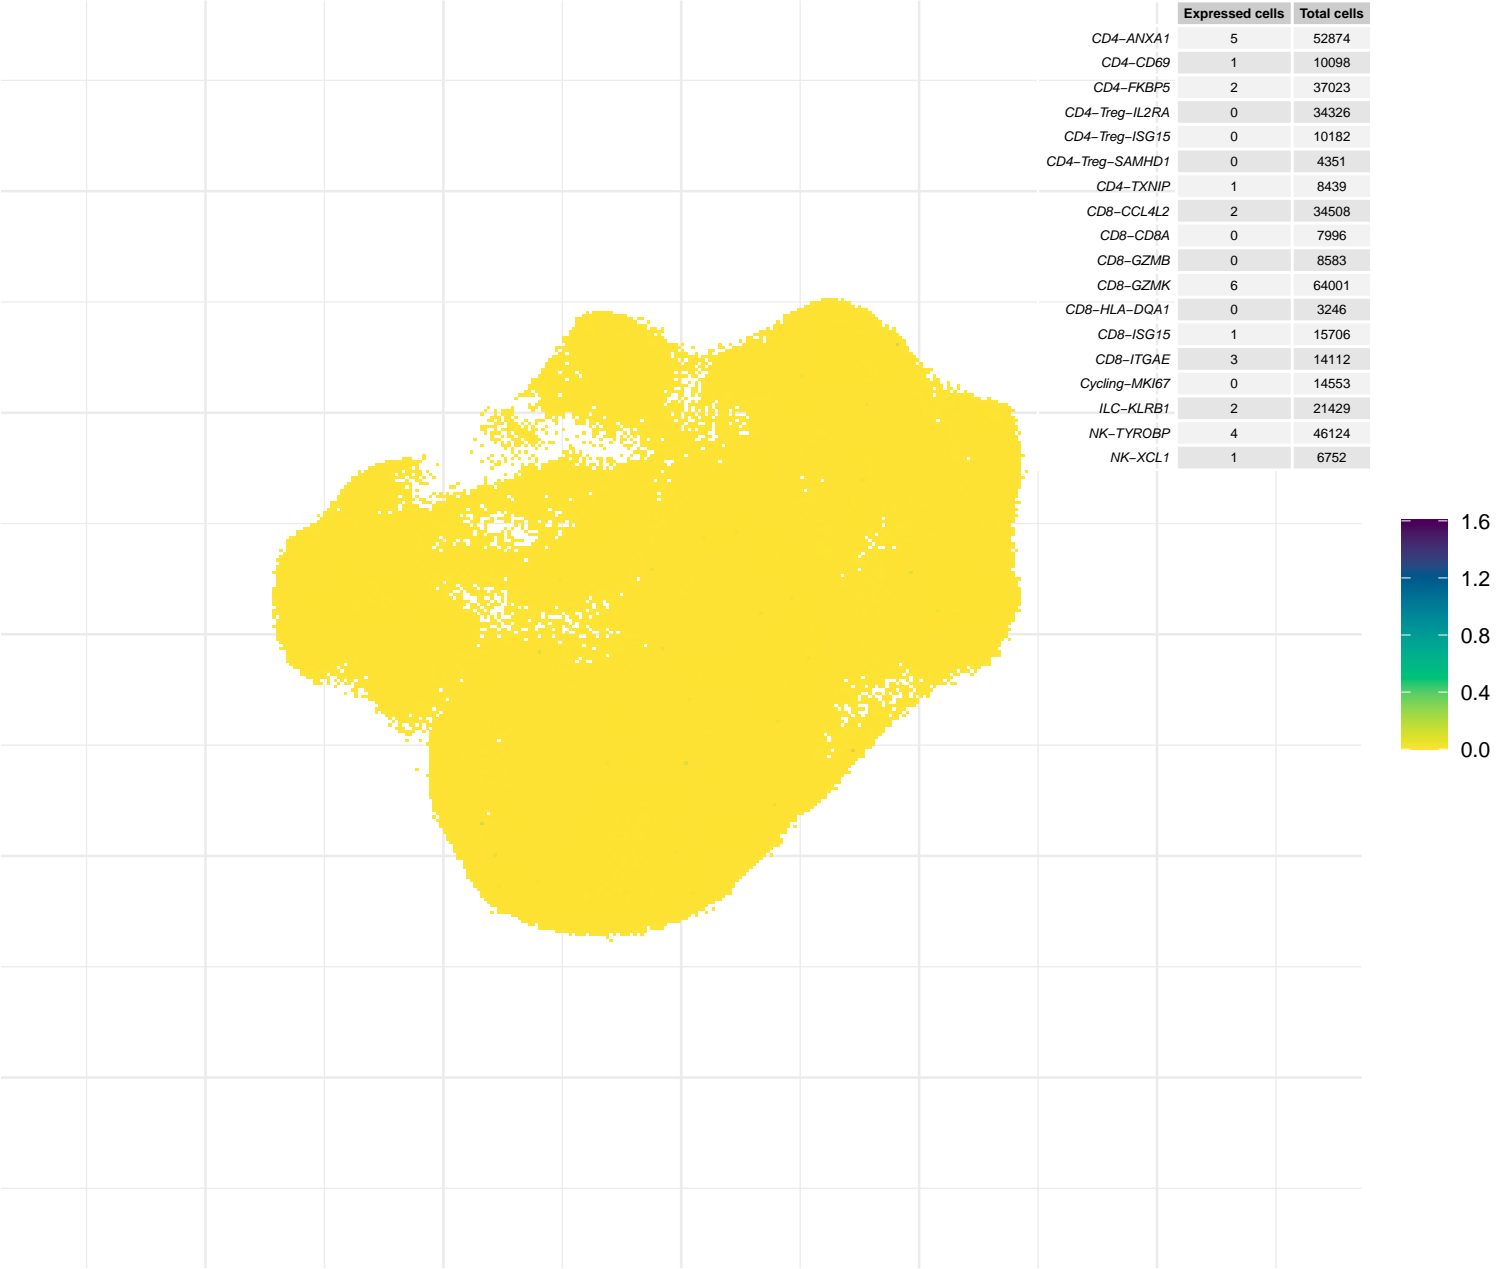 Expressed cells Total cells
CD4−ANXA1 5 52874
CD4−CD69 1 10098
CD4−FKBP5 2 37023
CD4−Treg−IL2RA 0 34326
CD4−Treg−ISG15 0 10182
CD4−Treg−SAMHD1 0 4351
CD4−TXNIP 1 8439
CD8−CCL4L2 2 34508
CD8−CD8A 0 7996
CD8−GZMB 0 8583
CD8−GZMK 6 64001
CD8−HLA−DQA1 0 3246
CD8−ISG15 1 15706
CD8−ITGAE 3 14112
Cycling−MKI67 0 14553
ILC−KLRB1 2 21429
NK−TYROBP 4 46124
NK−XCL1 1 6752
1.6
1.2
0.8
0.4
0.0